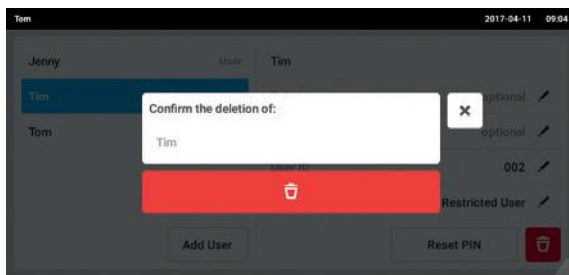 Tom 2017-04-11 09:04
Jenny User Tim
Tim
optional
Tom
optional
Confirm the deletion of:
Tim
User ID 002
Restricted User
Add User Reset PIN